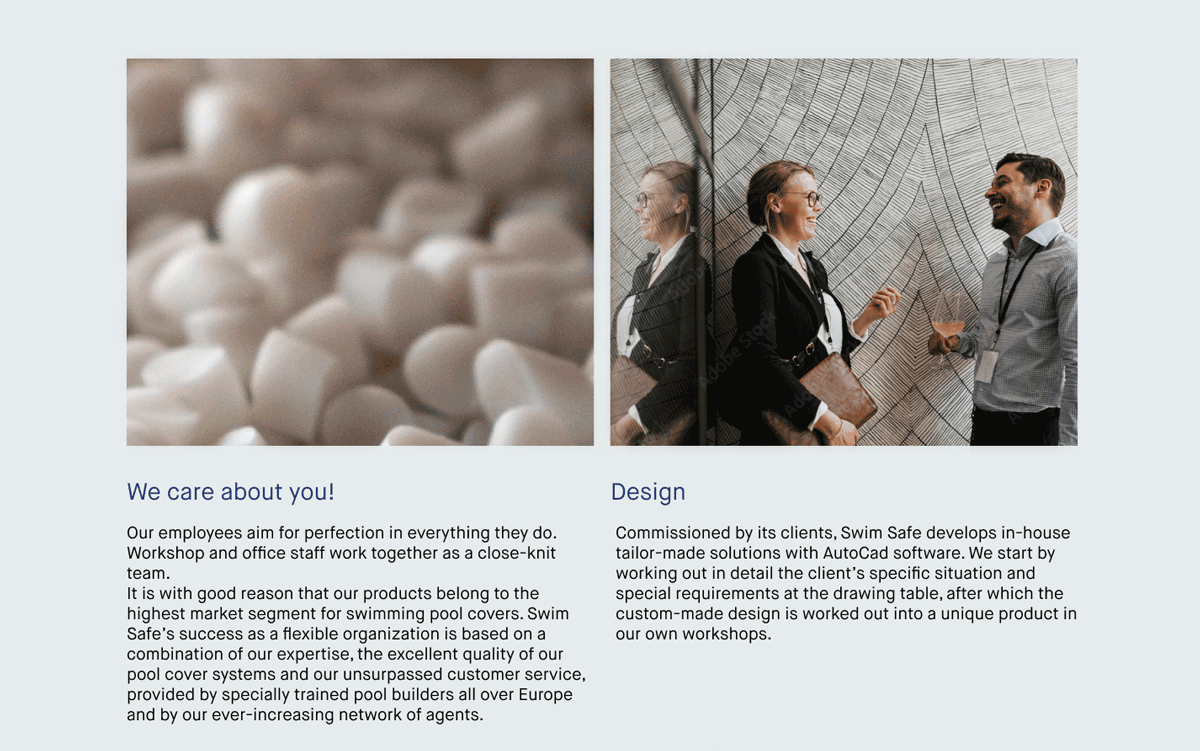 Adobe Stock
We care about you!
Our employees aim for perfection in everything they do.
Workshop and office staff work together as a close-knit
team.
It is with good reason that our products belong to the
highest market segment for swimming pool covers. Swim
Safe's success as a flexible organization is based on a
combination of our expertise, the excellent quality of our
pool cover systems and our unsurpassed customer service,
provided by specially trained pool builders all over Europe
and by our ever-increasing network of agents.
Design
Commissioned by its clients, Swim Safe develops in-house
tailor-made solutions with AutoCad software. We start by
working out in detail the client's specific situation and
special requirements at the drawing table, after which the
custom-made design is worked out into a unique product in
our own workshops.